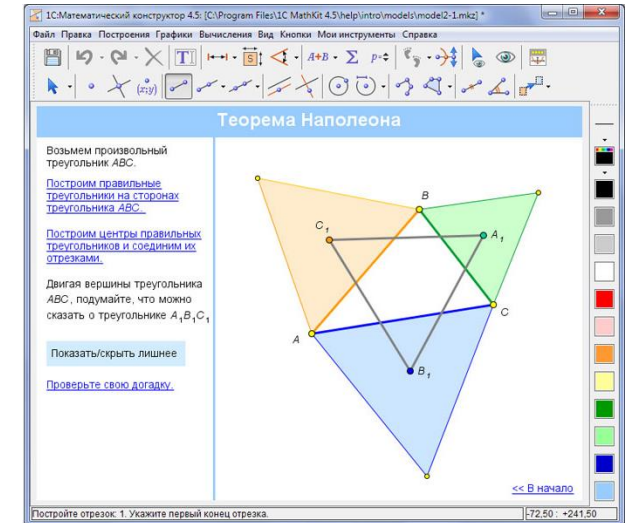 1С:Математический конструктор 4.5: [C:\Program Files\1C MathKit 4.5\help\intro\models\model2-1.mkz] *
Файл Правка Построения Графики Вычисления Вид Кнопки Мои инструменты Справка
T S A+B Σ p
(x;y)
Теорема Наполеона
Возьмем произвольный
треугольник ABC.
Построим правильные
треугольники на сторонах
треугольника ABC.
Построим центры правильных
треугольников и соединим их
отрезками.
Двигая вершины треугольника
ABC, подумайте, что можно
сказать о треугольнике A₁B₁C₁
Показать/скрыть лишнее
Проверьте свою догадку.
B
C₁
A₁
C
A
B₁
<< В начало
Постройте отрезок: 1. Укажите первый конец отрезка.
-72,50 : +241,50